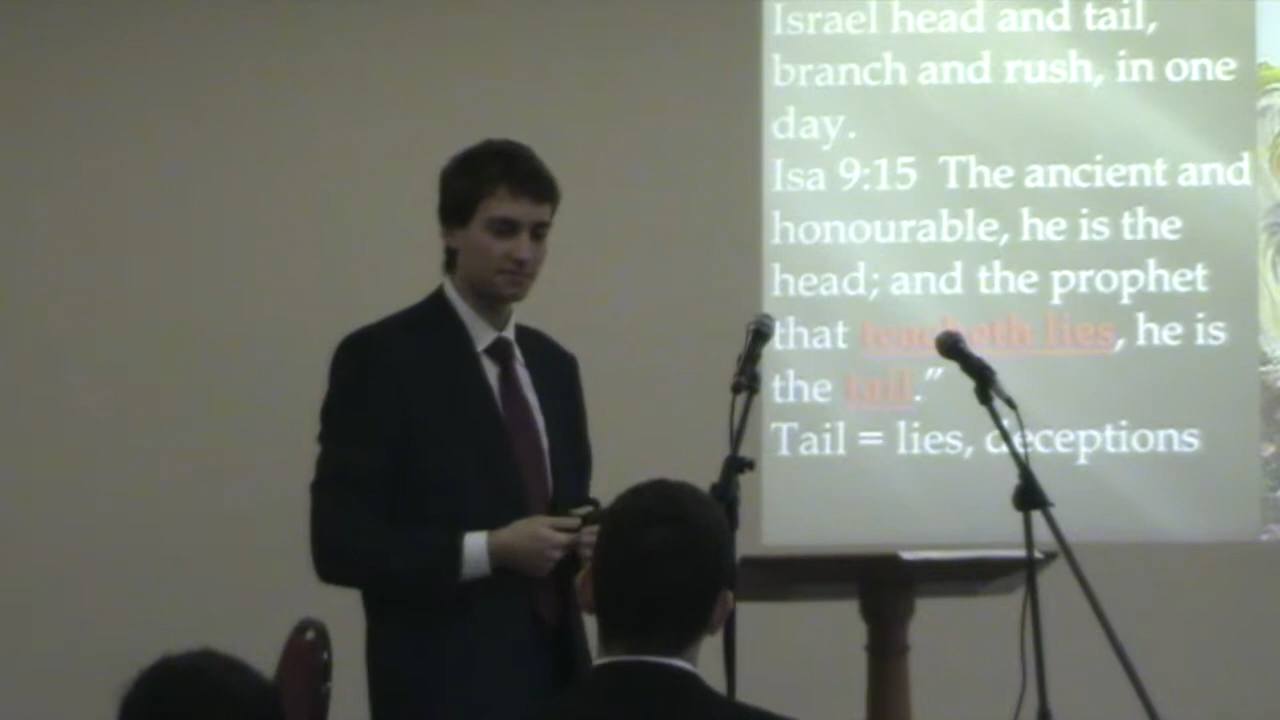 Israel head and tail,
branch and rush, in one
day.
Isa 9:15 The ancient and
honourable, he is the
head; and the prophet
that teacheth lies, he is
the tail.”
Tail = lies, deceptions